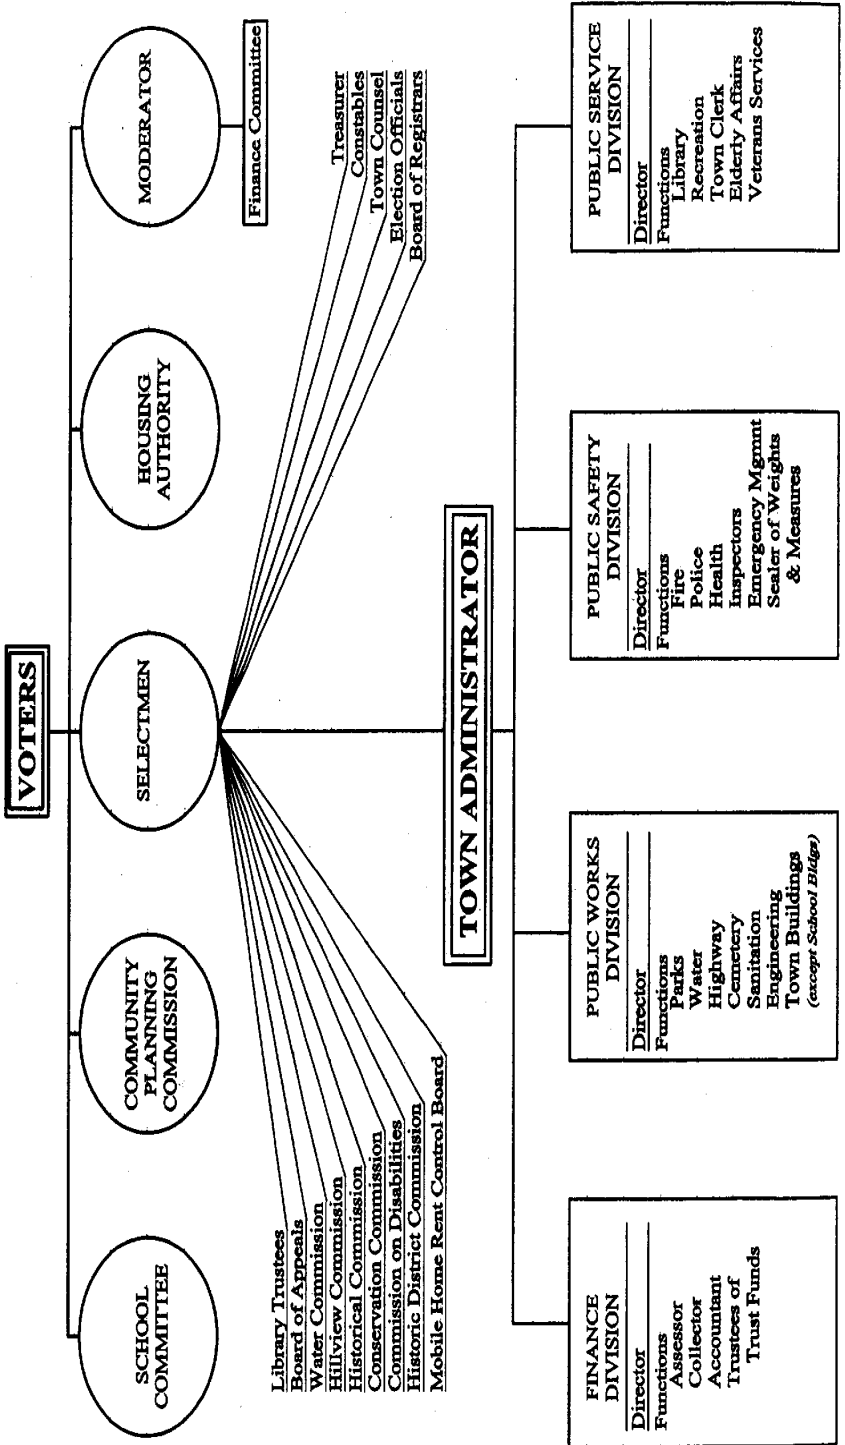 VOTERS
SCHOOL
COMMITTEE
COMMUNITY
PLANNING
COMMISSION
SELECTMEN
HOUSING
AUTHORITY
MODERATOR
Finance Committee
Library Trustees
Board of Appeals
Water Commission
Hillview Commission
Historical Commission
Conservation Commission
Commission on Disabilities
Historic District Commission
Mobile Home Rent Control Board
Treasurer
Constables
Town Counsel
Election Officials
Board of Registrars
TOWN ADMINISTRATOR
FINANCE
DIVISION
Director
Functions
Assessor
Collector
Accountant
Trustees of
Trust Funds
PUBLIC WORKS
DIVISION
Director
Functions
Parks
Water
Highway
Cemetery
Sanitation
Engineering
Town Buildings
(except School Bldgs)
PUBLIC SAFETY
DIVISION
Director
Functions
Fire
Police
Health
Inspectors
Emergency Mgmnt
Sealer of Weights
& Measures
PUBLIC SERVICE
DIVISION
Director
Functions
Library
Recreation
Town Clerk
Elderly Affairs
Veterans Services